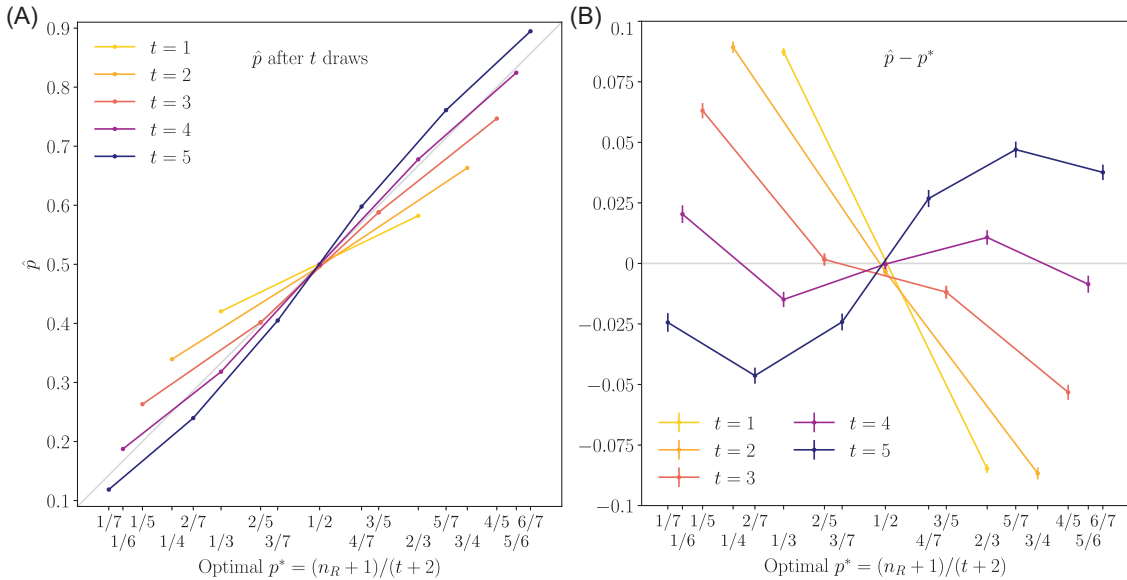 (A)
p̂ after t draws
t = 1
t = 2
t = 3
t = 4
t = 5
0.9
0.8
0.7
0.6
0.5
0.4
0.3
0.2
0.1
p̂
1/7 1/5 2/7 2/5 1/2 3/5 5/7 4/5 6/7
1/6 1/4 1/3 3/7 4/7 2/3 3/4 5/6
Optimal p* = (n_R + 1)/(t + 2)
(B)
p̂ − p*
0.1
0.075
0.05
0.025
0
−0.025
−0.05
−0.075
−0.1
t = 1
t = 2
t = 3
t = 4
t = 5
1/7 1/5 2/7 2/5 1/2 3/5 5/7 4/5 6/7
1/6 1/4 1/3 3/7 4/7 2/3 3/4 5/6
Optimal p* = (n_R + 1)/(t + 2)